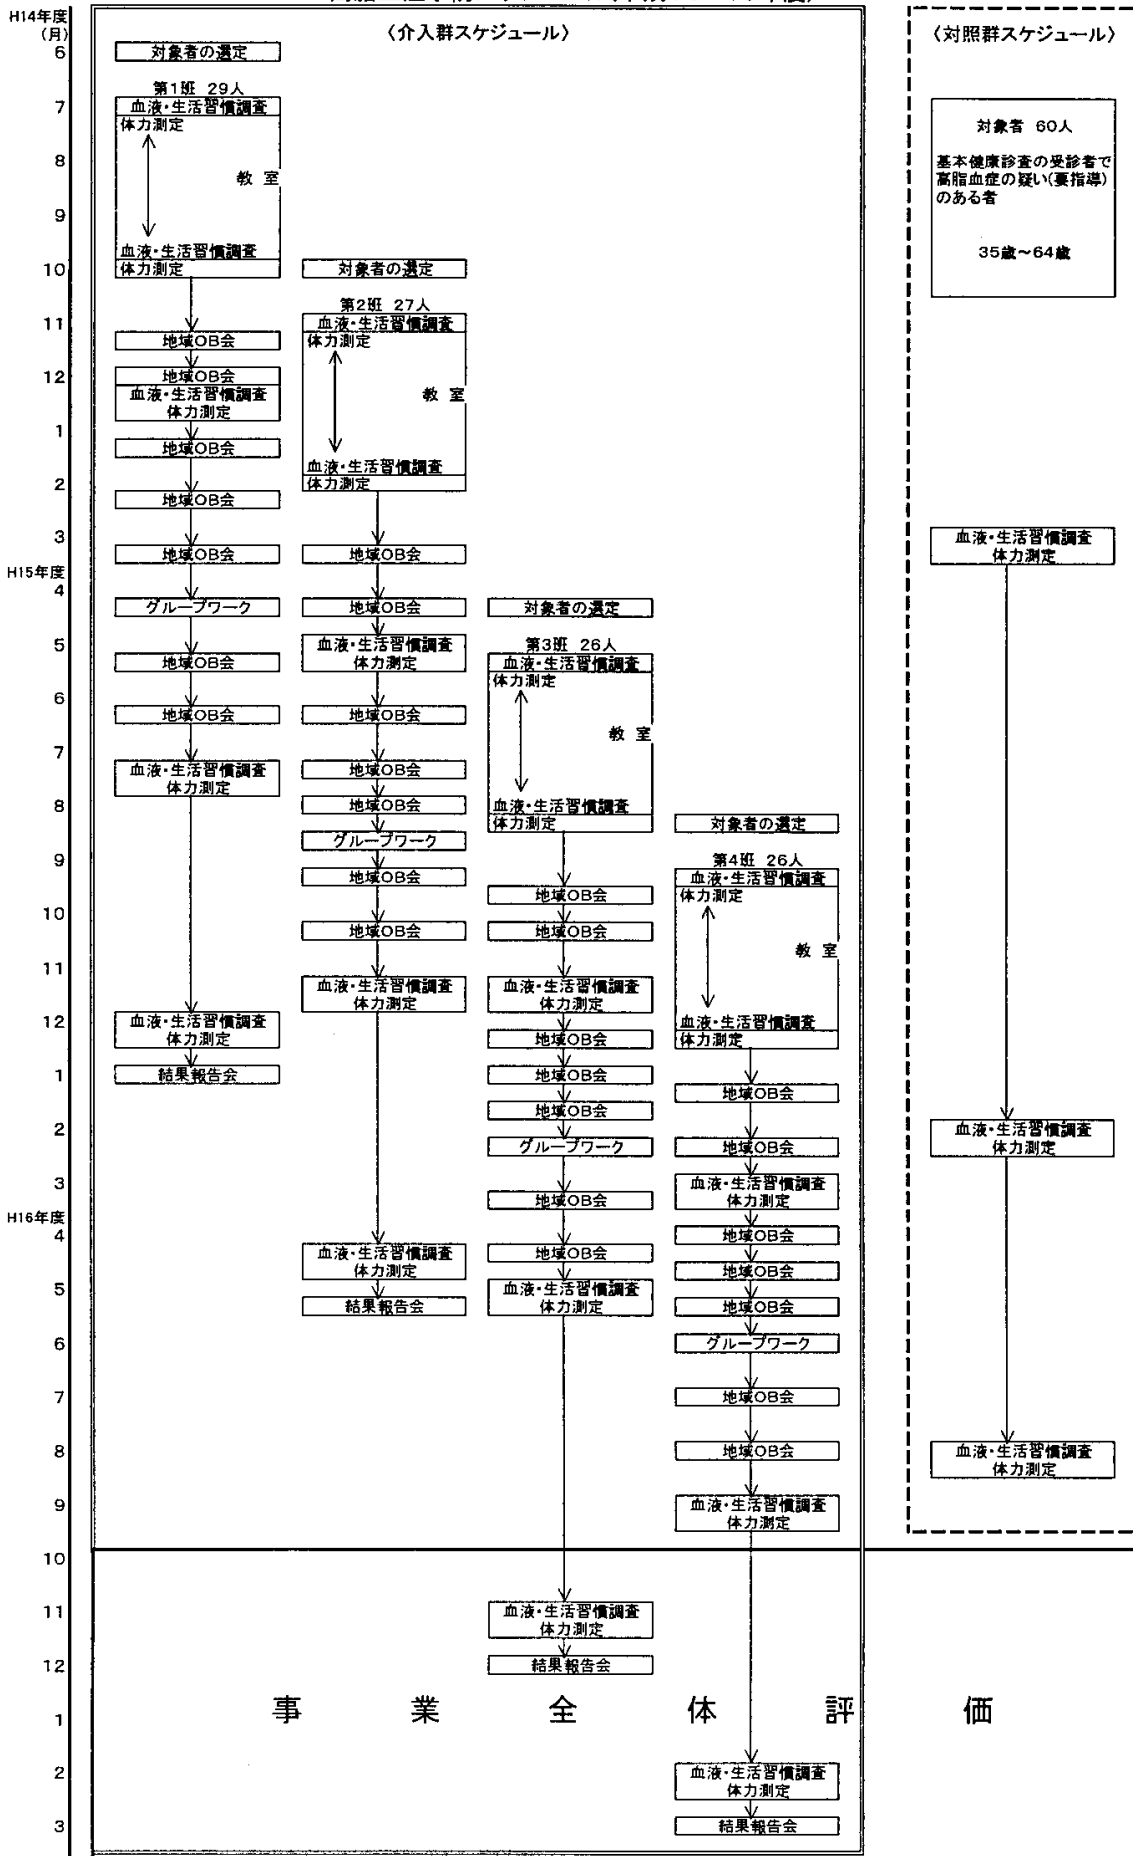 H14年度
(月)
〈介入群スケジュール〉
〈対照群スケジュール〉
6
対象者の選定
第1班 29人
7
血液・生活習慣調査
体力測定
対象者 60人
8
教室
基本健康診査の受診者で
高脂血症の疑い(要指導)
のある者
9
血液・生活習慣調査
体力測定
35歳～64歳
10
対象者の選定
第2班 27人
11
血液・生活習慣調査
体力測定
地域OB会
12
地域OB会
血液・生活習慣調査
体力測定
教室
1
地域OB会
血液・生活習慣調査
体力測定
2
地域OB会
3
地域OB会
地域OB会
血液・生活習慣調査
体力測定
H15年度
4
グループワーク
地域OB会
対象者の選定
5
地域OB会
血液・生活習慣調査
体力測定
第3班 26人
血液・生活習慣調査
体力測定
6
地域OB会
地域OB会
教室
7
血液・生活習慣調査
体力測定
地域OB会
8
地域OB会
血液・生活習慣調査
体力測定
対象者の選定
グループワーク
9
地域OB会
第4班 26人
血液・生活習慣調査
体力測定
地域OB会
10
地域OB会
地域OB会
教室
11
血液・生活習慣調査
体力測定
血液・生活習慣調査
体力測定
12
血液・生活習慣調査
体力測定
地域OB会
血液・生活習慣調査
体力測定
1
結果報告会
地域OB会
地域OB会
地域OB会
2
グループワーク
地域OB会
血液・生活習慣調査
体力測定
3
地域OB会
血液・生活習慣調査
体力測定
H16年度
4
血液・生活習慣調査
体力測定
地域OB会
地域OB会
地域OB会
5
結果報告会
血液・生活習慣調査
体力測定
地域OB会
6
グループワーク
7
地域OB会
8
地域OB会
血液・生活習慣調査
体力測定
9
血液・生活習慣調査
体力測定
10
11
血液・生活習慣調査
体力測定
12
結果報告会
事業全体評価
1
2
血液・生活習慣調査
体力測定
3
結果報告会